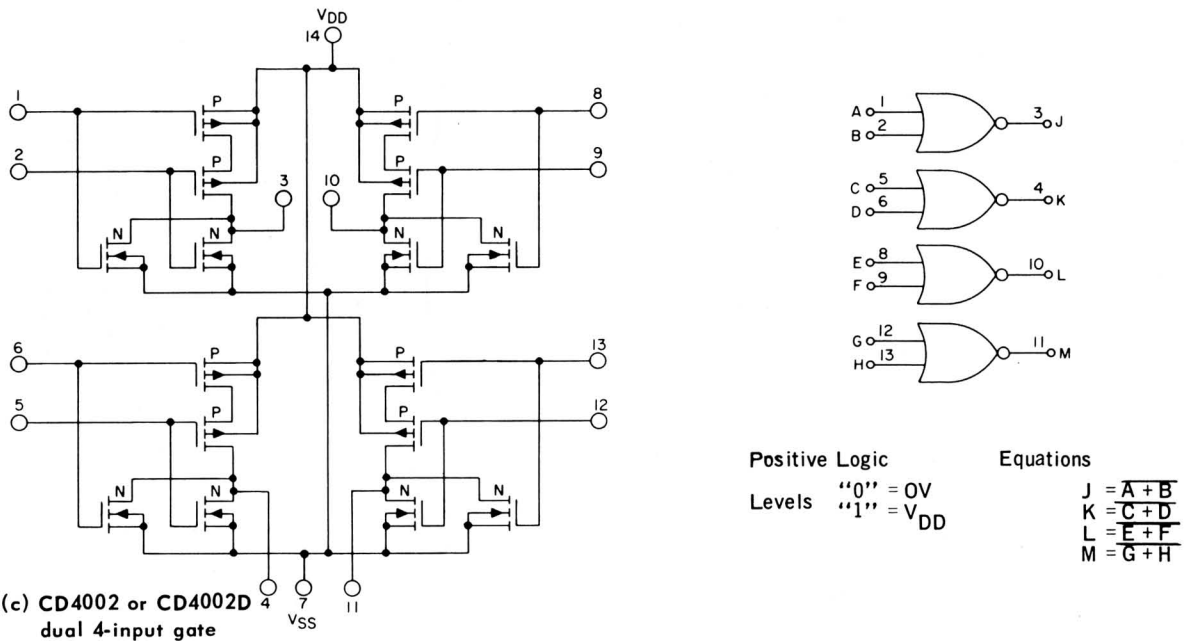 VDD
14
P
P
1
8
P
P
2
9
3
10
N
N
N
N
6
13
P
P
5
12
P
P
N
N
N
N
4
7
11
VSS
(c) CD4002 or CD4002D
dual 4-input gate
A 1
B 2
3 J
C 5
D 6
4 K
E 8
F 9
10 L
G 12
H 13
11 M
Positive Logic
Levels "0" = 0V
"1" = VDD
Equations
J = A + B
K = C + D
L = E + F
M = G + H